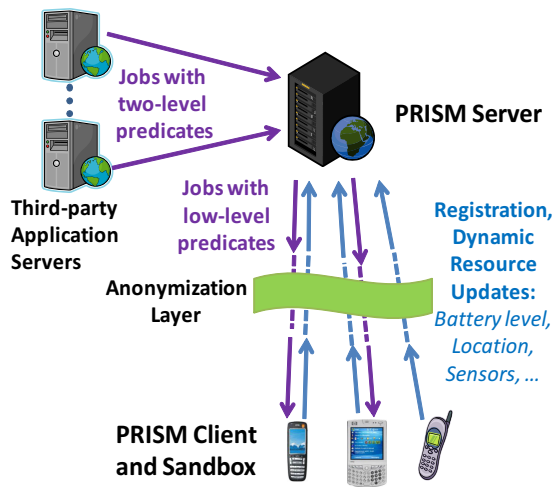 Jobs with
two-level
predicates
PRISM Server
Third-party
Application
Servers
Jobs with
low-level
predicates
Registration,
Dynamic
Resource
Updates:
Battery level,
Location,
Sensors, ...
Anonymization
Layer
PRISM Client
and Sandbox